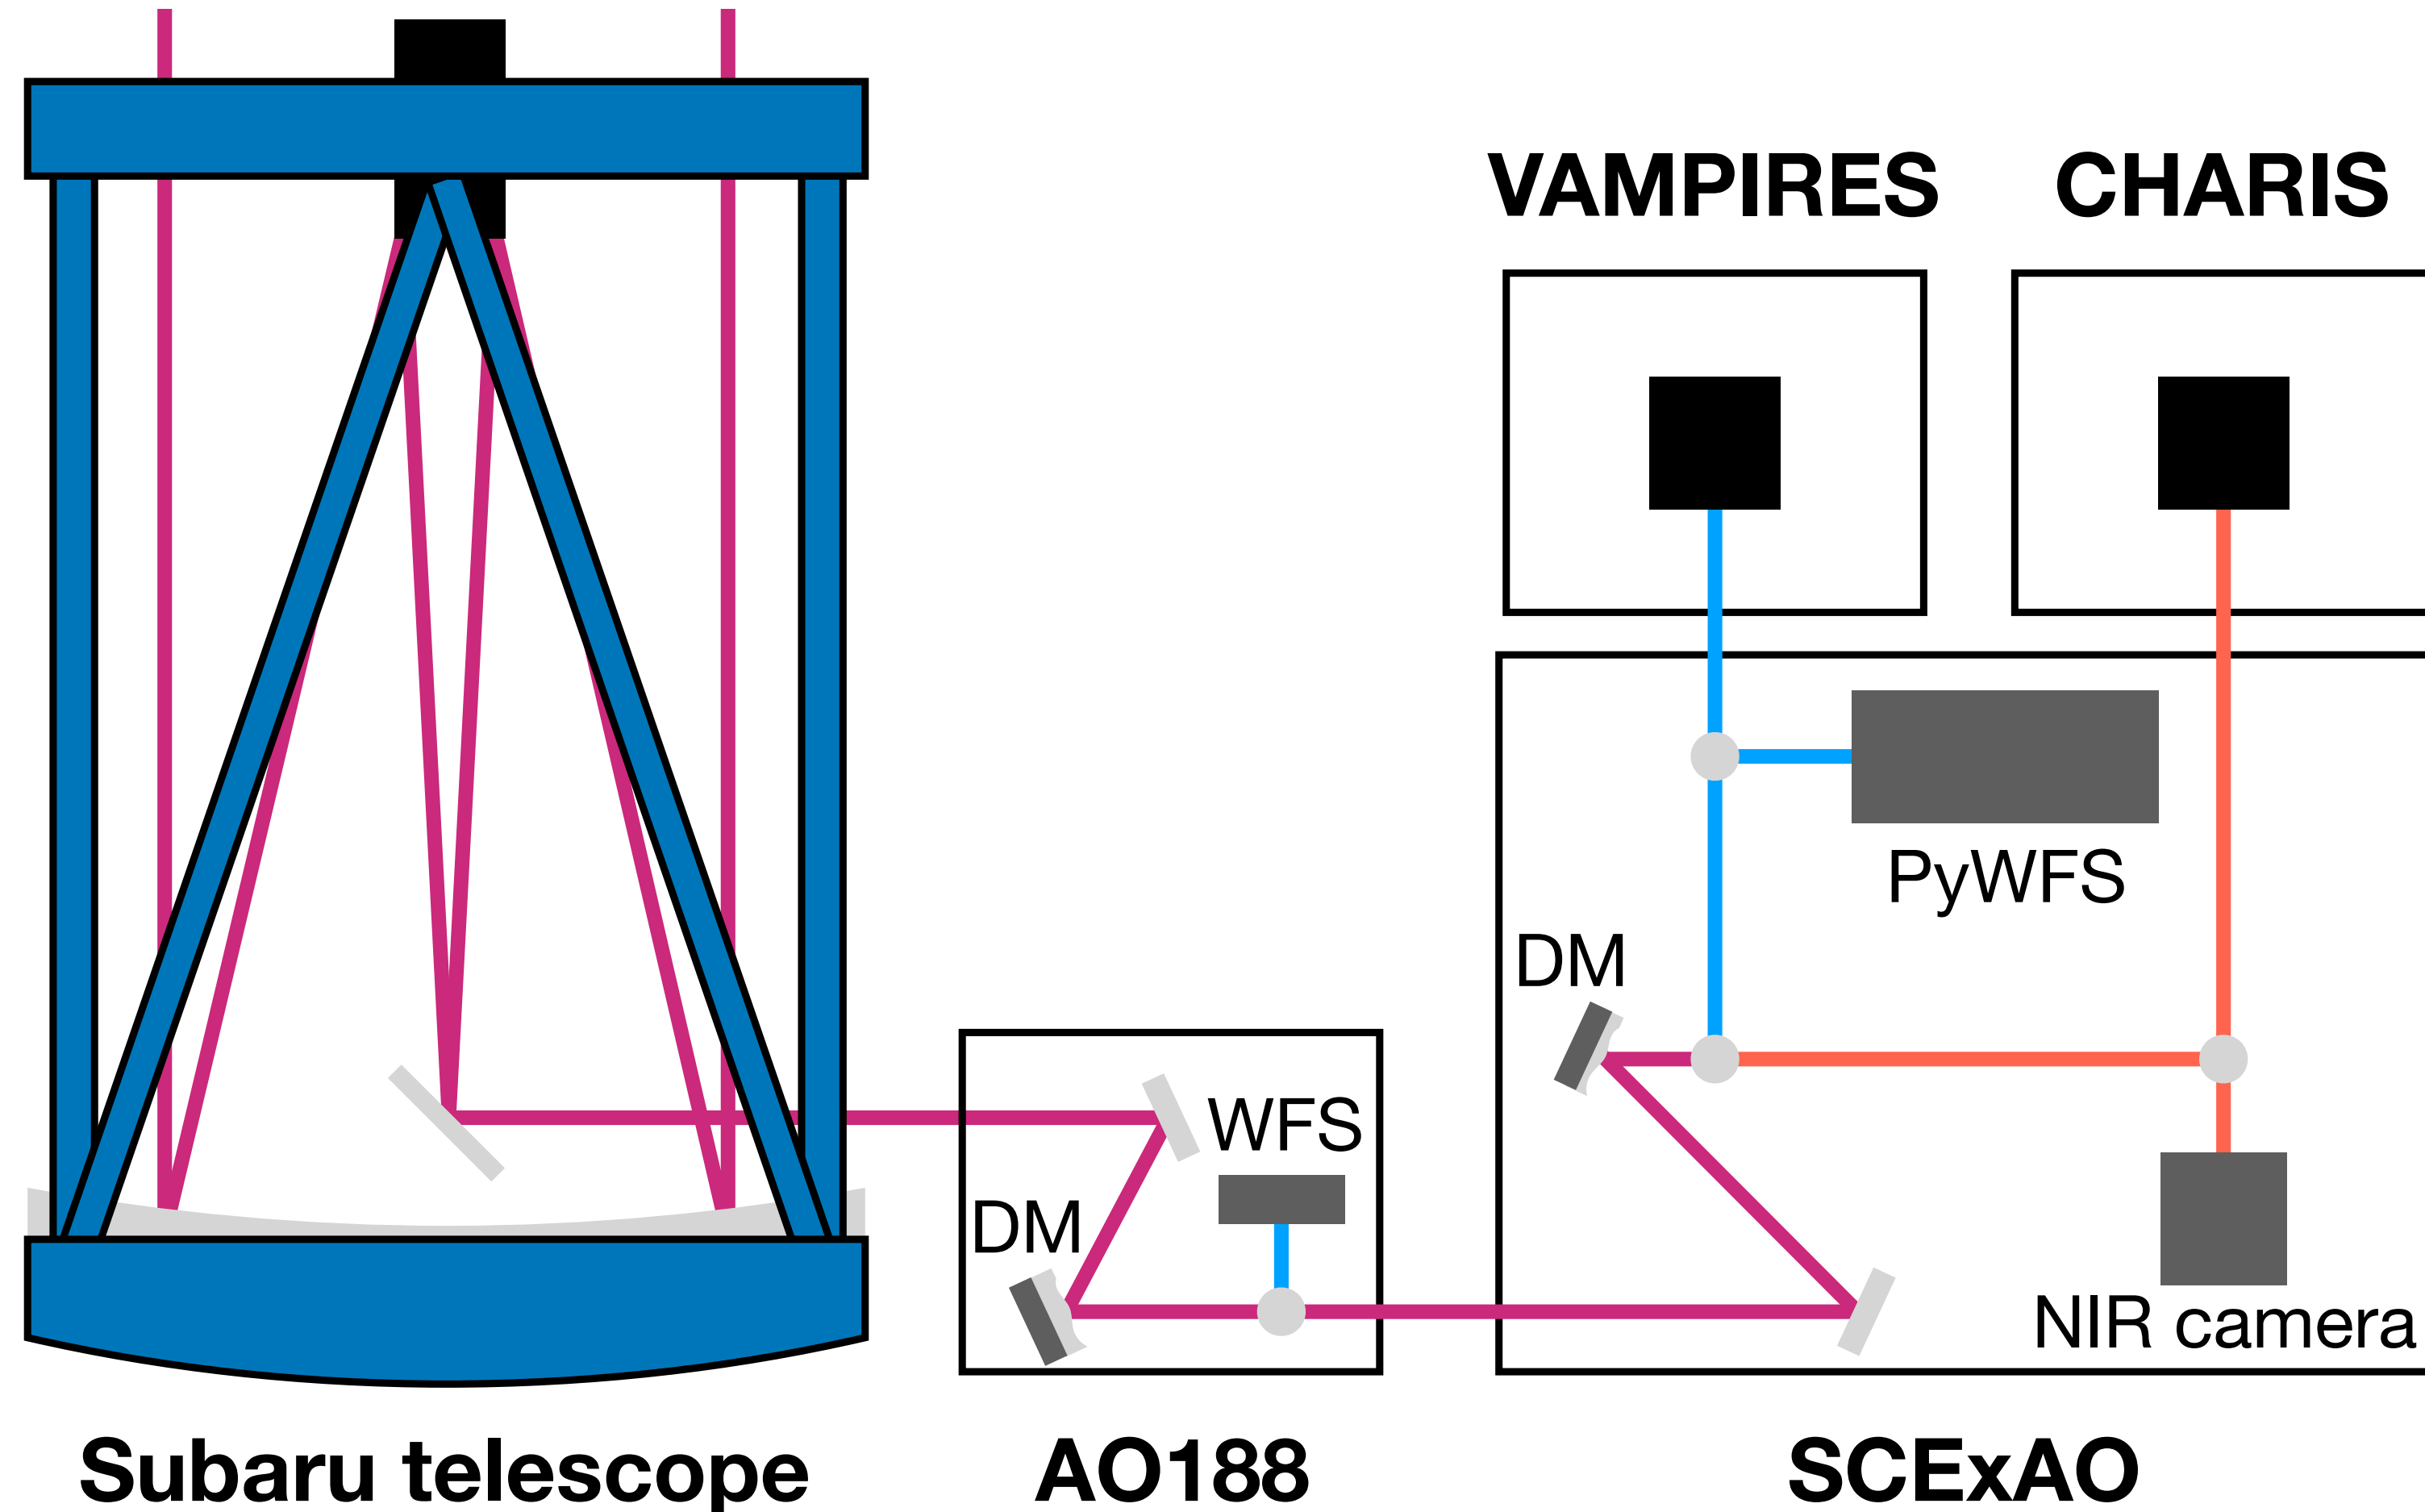 VAMPIRES
CHARIS
PyWFS
DM
WFS
DM
NIR camera
Subaru telescope
AO188
SCExAO